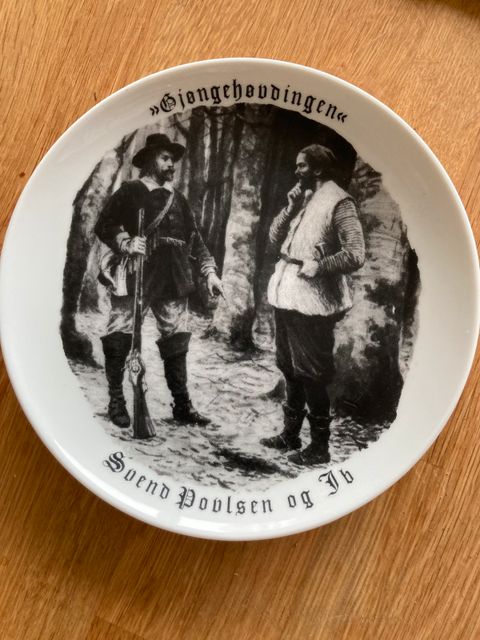 »Gjøngehøvdingen«
Svend Povlsen og Ib